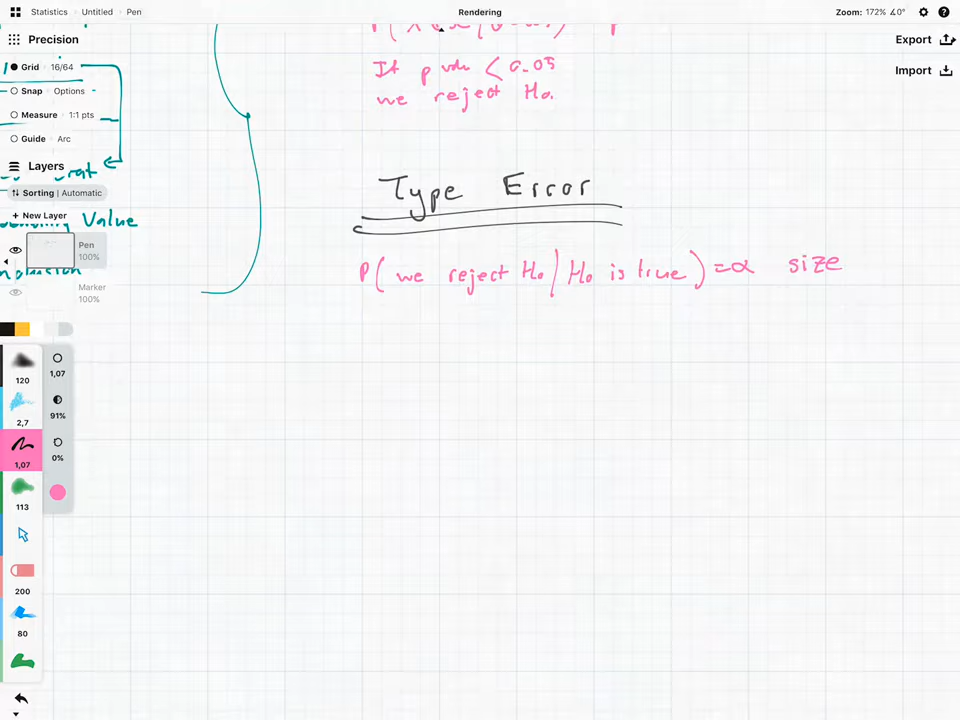 Statistics › Untitled › Pen
Rendering
Zoom: 172% ∠0°
Precision
Export
Import
Grid › 16/64
Snap › Options
Measure › 1:1 pts
Guide › Arc
Layers
Sorting | Automatic
+ New Layer
Value
Pen
100%
Marker
100%
120
2,7
1,07
113
200
80
1,07
91%
0%
If p value < 0.05
we reject H₀.
Type Error
P( we reject H₀ | H₀ is true ) = α size